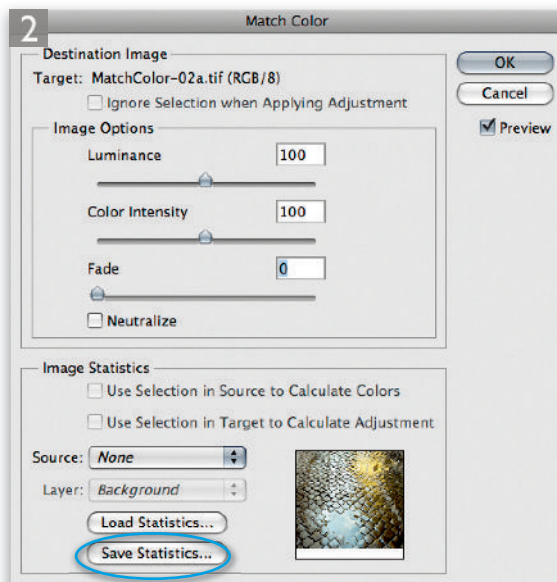 2
Match Color
Destination Image
Target: MatchColor-02a.tif (RGB/8)
Ignore Selection when Applying Adjustment
Image Options
Luminance 100
Color Intensity 100
Fade 0
Neutralize
OK
Cancel
Preview
Image Statistics
Use Selection in Source to Calculate Colors
Use Selection in Target to Calculate Adjustment
Source: None
Layer: Background
Load Statistics...
Save Statistics...